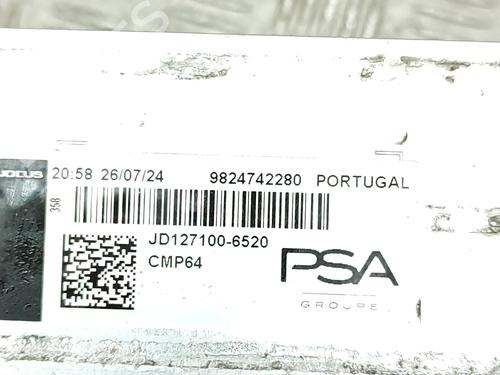 20:58 26/07/24 9824742280 PORTUGAL
358
JD127100-6520
CMP64
PSA
GROUPE